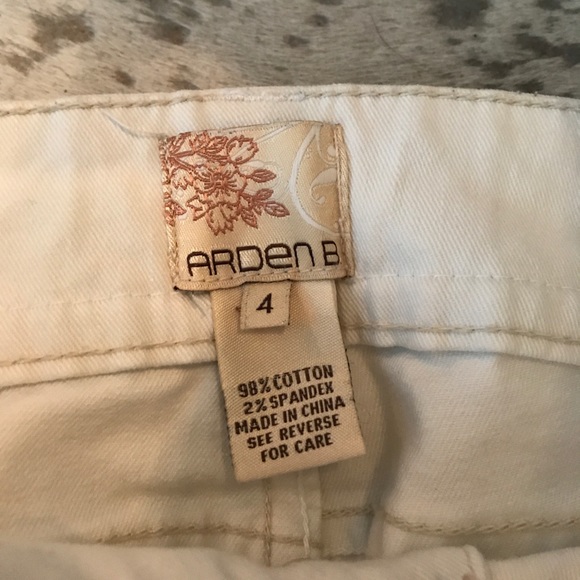 ARDEN B
4
98% COTTON
2% SPANDEX
MADE IN CHINA
SEE REVERSE
FOR CARE